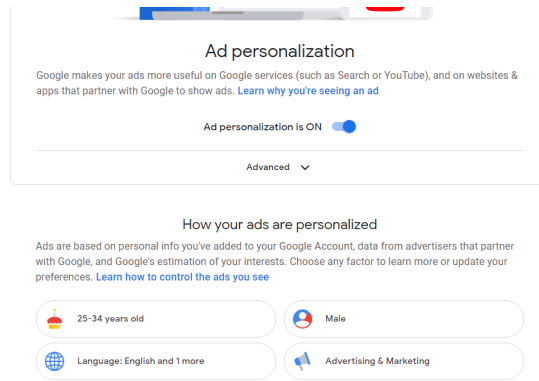 Ad personalization
Google makes your ads more useful on Google services (such as Search or YouTube), and on websites &
apps that partner with Google to show ads. Learn why you're seeing an ad
Ad personalization is ON
Advanced
How your ads are personalized
Ads are based on personal info you've added to your Google Account, data from advertisers that partner
with Google, and Google's estimation of your interests. Choose any factor to learn more or update your
preferences. Learn how to control the ads you see
25-34 years old
Male
Language: English and 1 more
Advertising & Marketing